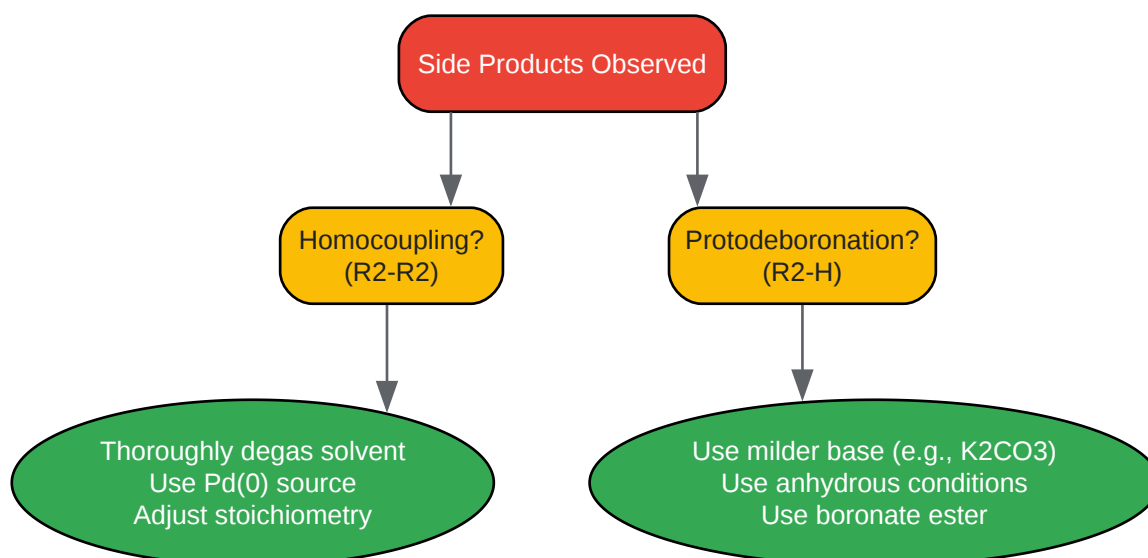 Side Products Observed
Homocoupling?
(R2-R2)
Protodeboronation?
(R2-H)
Thoroughly degas solvent
Use Pd(0) source
Adjust stoichiometry
Use milder base (e.g., K2CO3)
Use anhydrous conditions
Use boronate ester